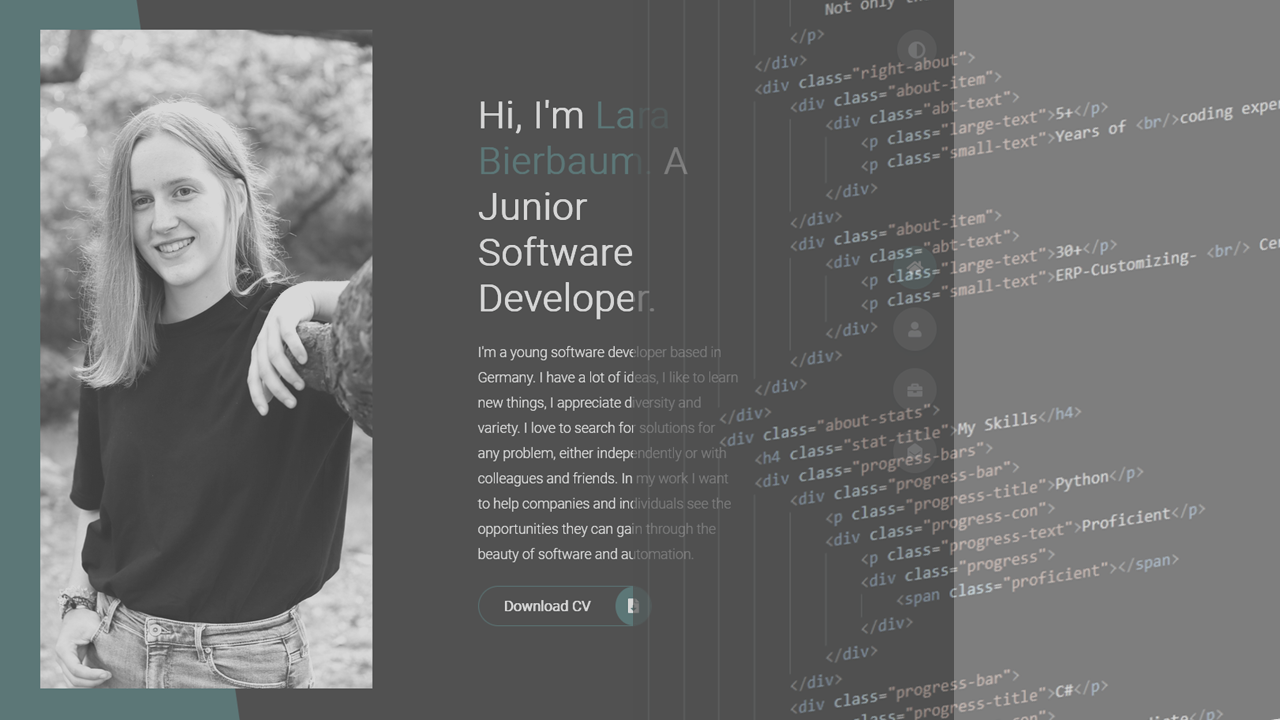 Hi, I'm Lara
Bierbaum. A
Junior
Software
Developer.
I'm a young software developer based in
Germany. I have a lot of ideas, I like to learn
new things, I appreciate diversity and
variety. I love to search for solutions for
any problem, either independently or with
colleagues and friends. In my work I want
to help companies and individuals see the
opportunities they can gain through the
beauty of software and automation.
Download CV
Not only
</p>
</div>
<div class="right-about">
<div class="about-item">
<div class="abt-text">
<p class="large-text">5+</p>
<p class="small-text">Years of <br/>coding
</div>
</div>
<div class="about-item">
<div class="abt-text">
<p class="large-text">30+</p>
<p class="small-text">ERP-Customizing- <br/>
</div>
</div>
</div>
</div>
<div class="about-stats">
<h4 class="stat-title">My Skills</h4>
<div class="progress-bars">
<div class="progress-bar">
<p class="progress-title">Python</p>
<div class="progress-con">
<p class="progress-text">Proficient</p>
<div class="progress">
<span class="proficient"></span>
</div>
</div>
</div>
<div class="progress-bar">
<p class="progress-title">C#</p>